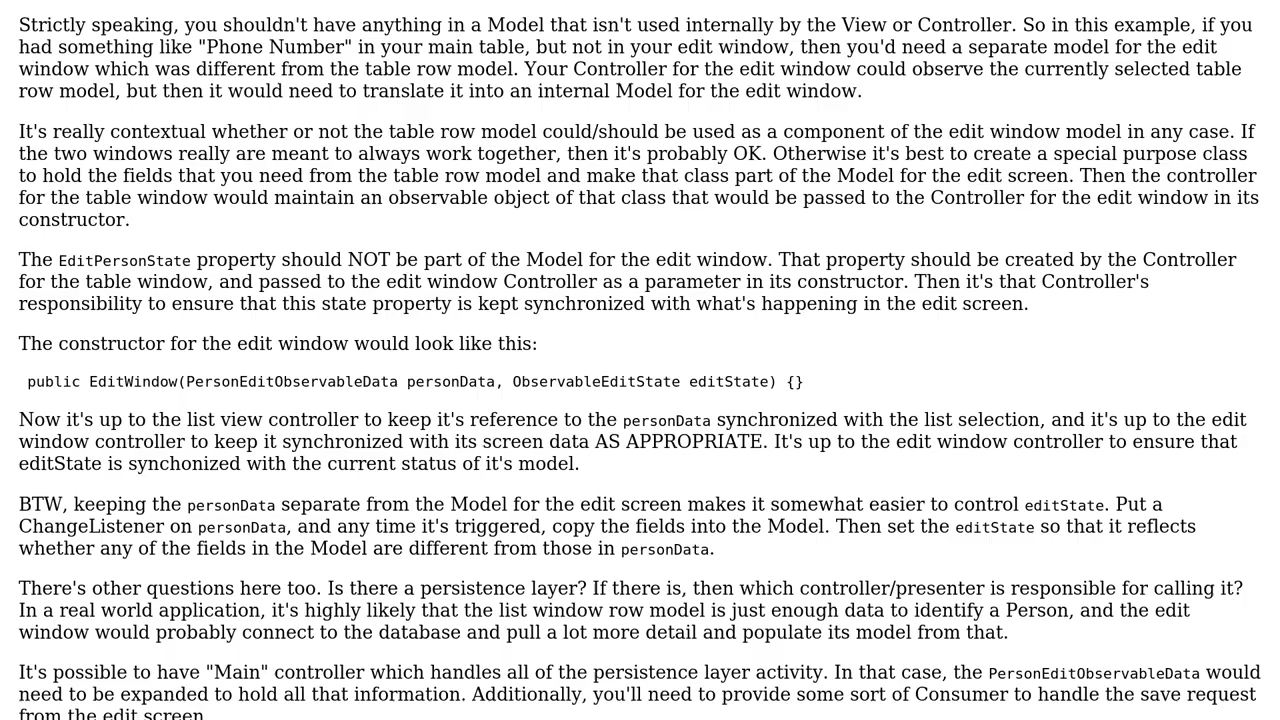 Strictly speaking, you shouldn't have anything in a Model that isn't used internally by the View or Controller. So in this example, if you
had something like "Phone Number" in your main table, but not in your edit window, then you'd need a separate model for the edit
window which was different from the table row model. Your Controller for the edit window could observe the currently selected table
row model, but then it would need to translate it into an internal Model for the edit window.
It's really contextual whether or not the table row model could/should be used as a component of the edit window model in any case. If
the two windows really are meant to always work together, then it's probably OK. Otherwise it's best to create a special purpose class
to hold the fields that you need from the table row model and make that class part of the Model for the edit screen. Then the controller
for the table window would maintain an observable object of that class that would be passed to the Controller for the edit window in its
constructor.
The EditPersonState property should NOT be part of the Model for the edit window. That property should be created by the Controller
for the table window, and passed to the edit window Controller as a parameter in its constructor. Then it's that Controller's
responsibility to ensure that this state property is kept synchronized with what's happening in the edit screen.
The constructor for the edit window would look like this:
public EditWindow(PersonEditObservableData personData, ObservableEditState editState) {}
Now it's up to the list view controller to keep it's reference to the personData synchronized with the list selection, and it's up to the edit
window controller to keep it synchronized with its screen data AS APPROPRIATE. It's up to the edit window controller to ensure that
editState is synchonized with the current status of it's model.
BTW, keeping the personData separate from the Model for the edit screen makes it somewhat easier to control editState. Put a
ChangeListener on personData, and any time it's triggered, copy the fields into the Model. Then set the editState so that it reflects
whether any of the fields in the Model are different from those in personData.
There's other questions here too. Is there a persistence layer? If there is, then which controller/presenter is responsible for calling it?
In a real world application, it's highly likely that the list window row model is just enough data to identify a Person, and the edit
window would probably connect to the database and pull a lot more detail and populate its model from that.
It's possible to have "Main" controller which handles all of the persistence layer activity. In that case, the PersonEditObservableData would
need to be expanded to hold all that information. Additionally, you'll need to provide some sort of Consumer to handle the save request
from the edit screen.